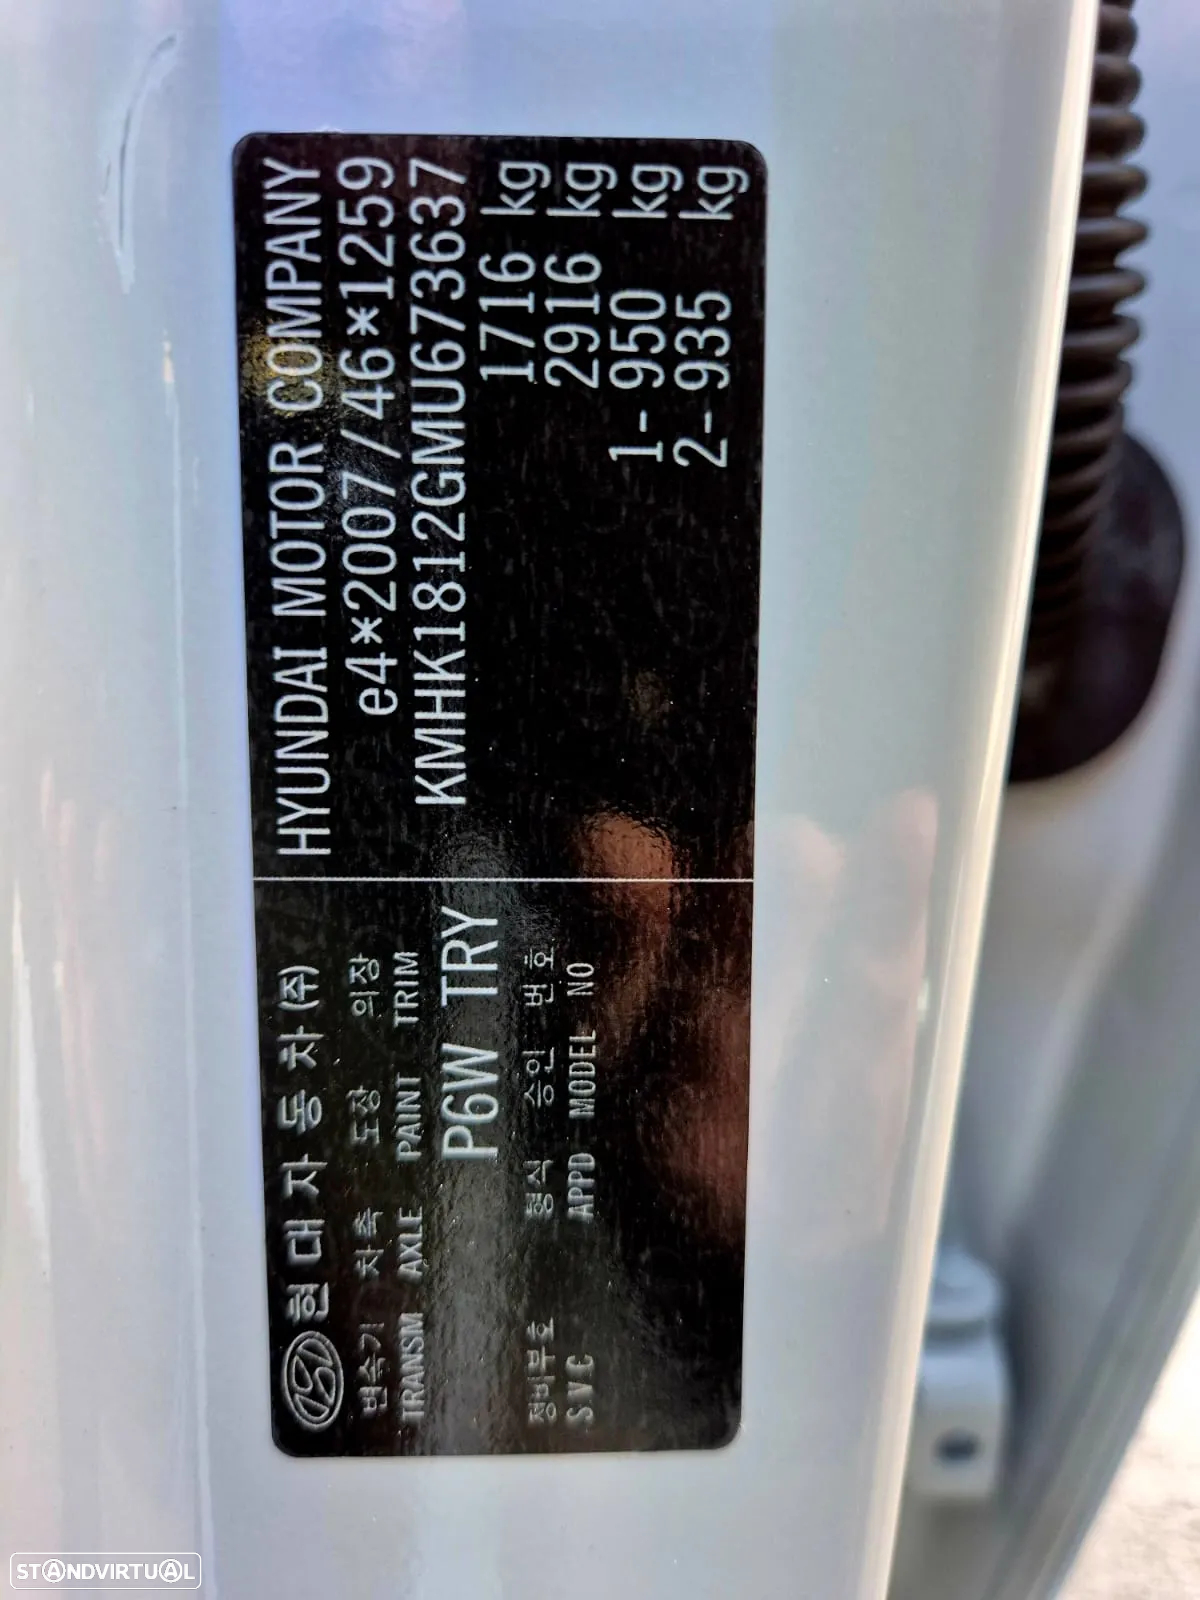 현대자동차(주)
변속기 차축 도장 의장
TRANSM AXLE PAINT TRIM
P6W TRY
정비부호 형식 승인 번호
S.V.C APPD MODEL NO
HYUNDAI MOTOR COMPANY
e4*2007/46*1259
KMHK1812GMU673637
1716 kg
2916 kg
1- 950 kg
2- 935 kg
STANDVIRTUAL